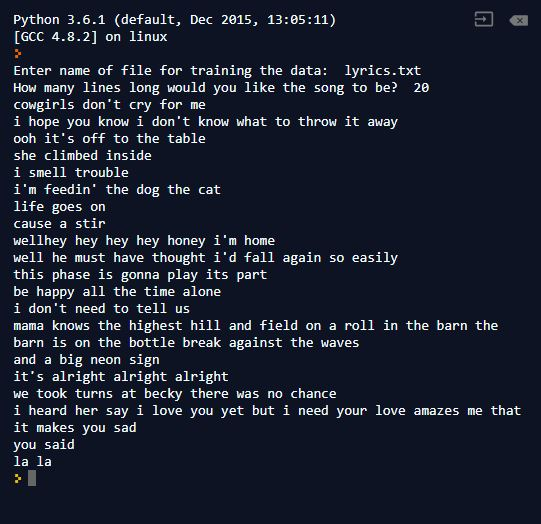 Python 3.6.1 (default, Dec 2015, 13:05:11)
[GCC 4.8.2] on linux
Enter name of file for training the data:  lyrics.txt
How many lines long would you like the song to be?  20
cowgirls don't cry for me
i hope you know i don't know what to throw it away
ooh it's off to the table
she climbed inside
i smell trouble
i'm feedin' the dog the cat
life goes on
cause a stir
wellhey hey hey hey honey i'm home
well he must have thought i'd fall again so easily
this phase is gonna play its part
be happy all the time alone
i don't need to tell us
mama knows the highest hill and field on a roll in the barn the
barn is on the bottle break against the waves
and a big neon sign
it's alright alright alright
we took turns at becky there was no chance
i heard her say i love you yet but i need your love amazes me that
it makes you sad
you said
la la